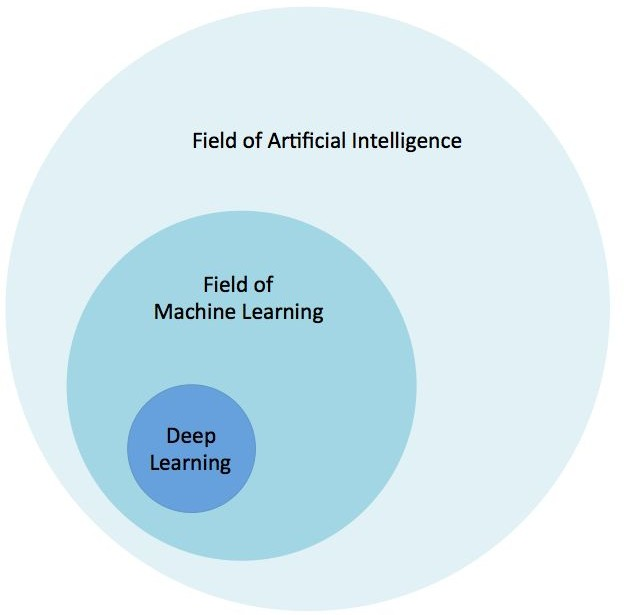 Field of Artificial Intelligence
Field of
Machine Learning
Deep
Learning